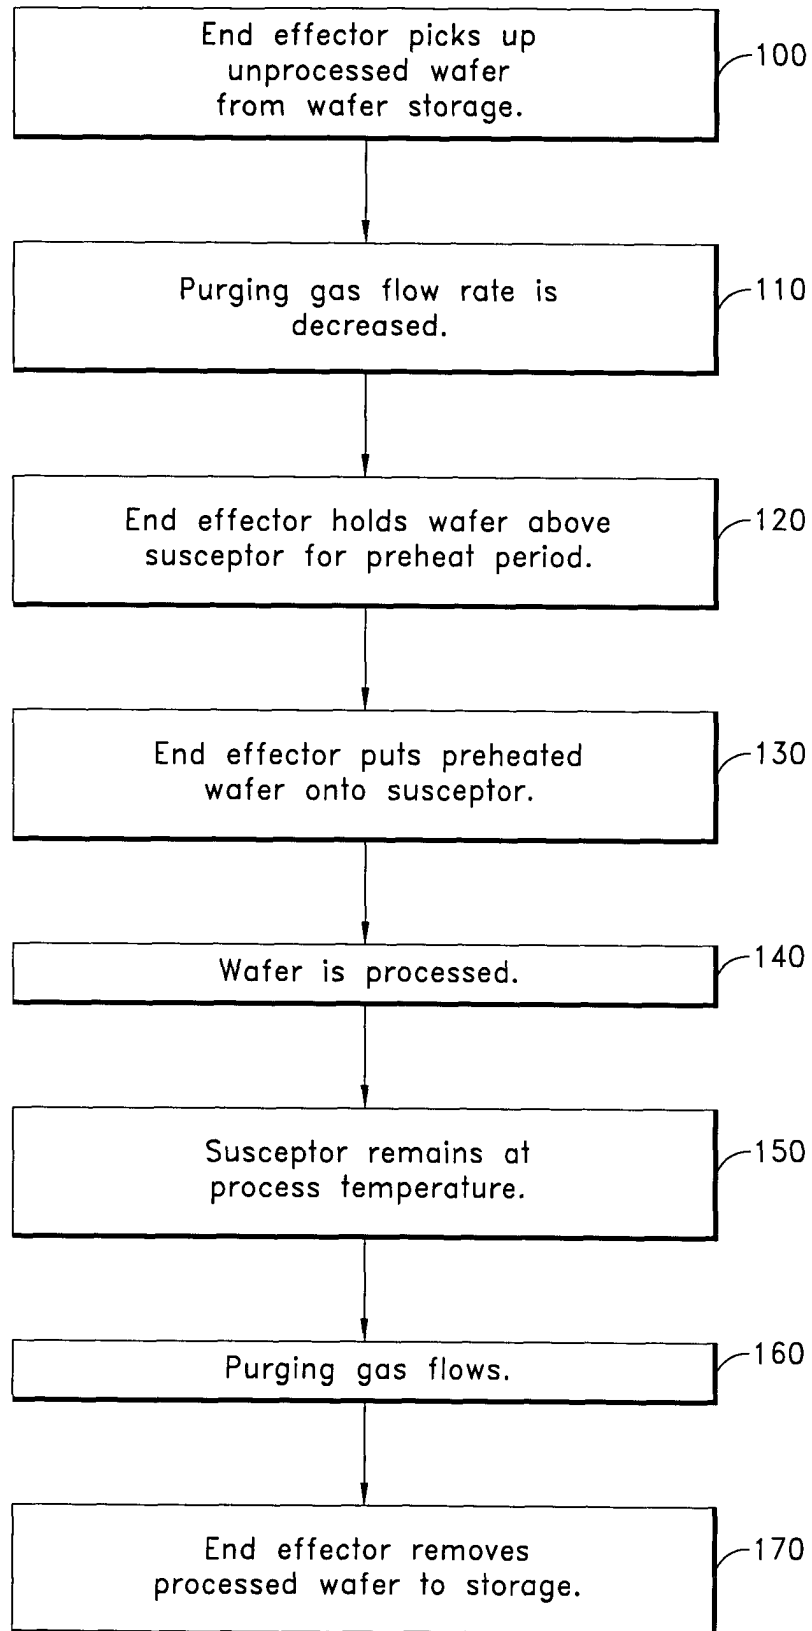 End effector picks up
unprocessed wafer
from wafer storage.
100
Purging gas flow rate is
decreased.
110
End effector holds wafer above
susceptor for preheat period.
120
End effector puts preheated
wafer onto susceptor.
130
Wafer is processed.
140
Susceptor remains at
process temperature.
150
Purging gas flows.
160
End effector removes
processed wafer to storage.
170